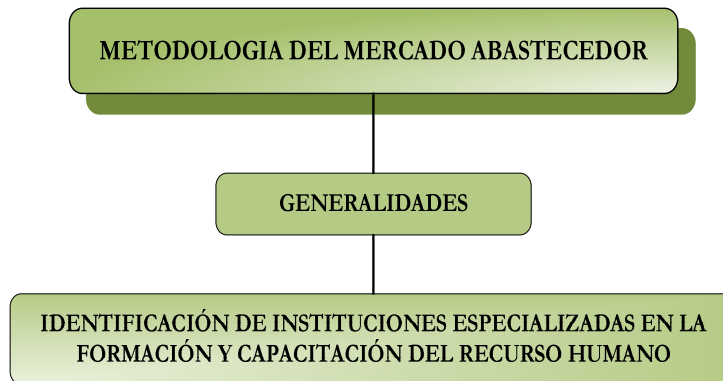 METODOLOGIA DEL MERCADO ABASTECEDOR
GENERALIDADES
IDENTIFICACIÓN DE INSTITUCIONES ESPECIALIZADAS EN LA
FORMACIÓN Y CAPACITACIÓN DEL RECURSO HUMANO